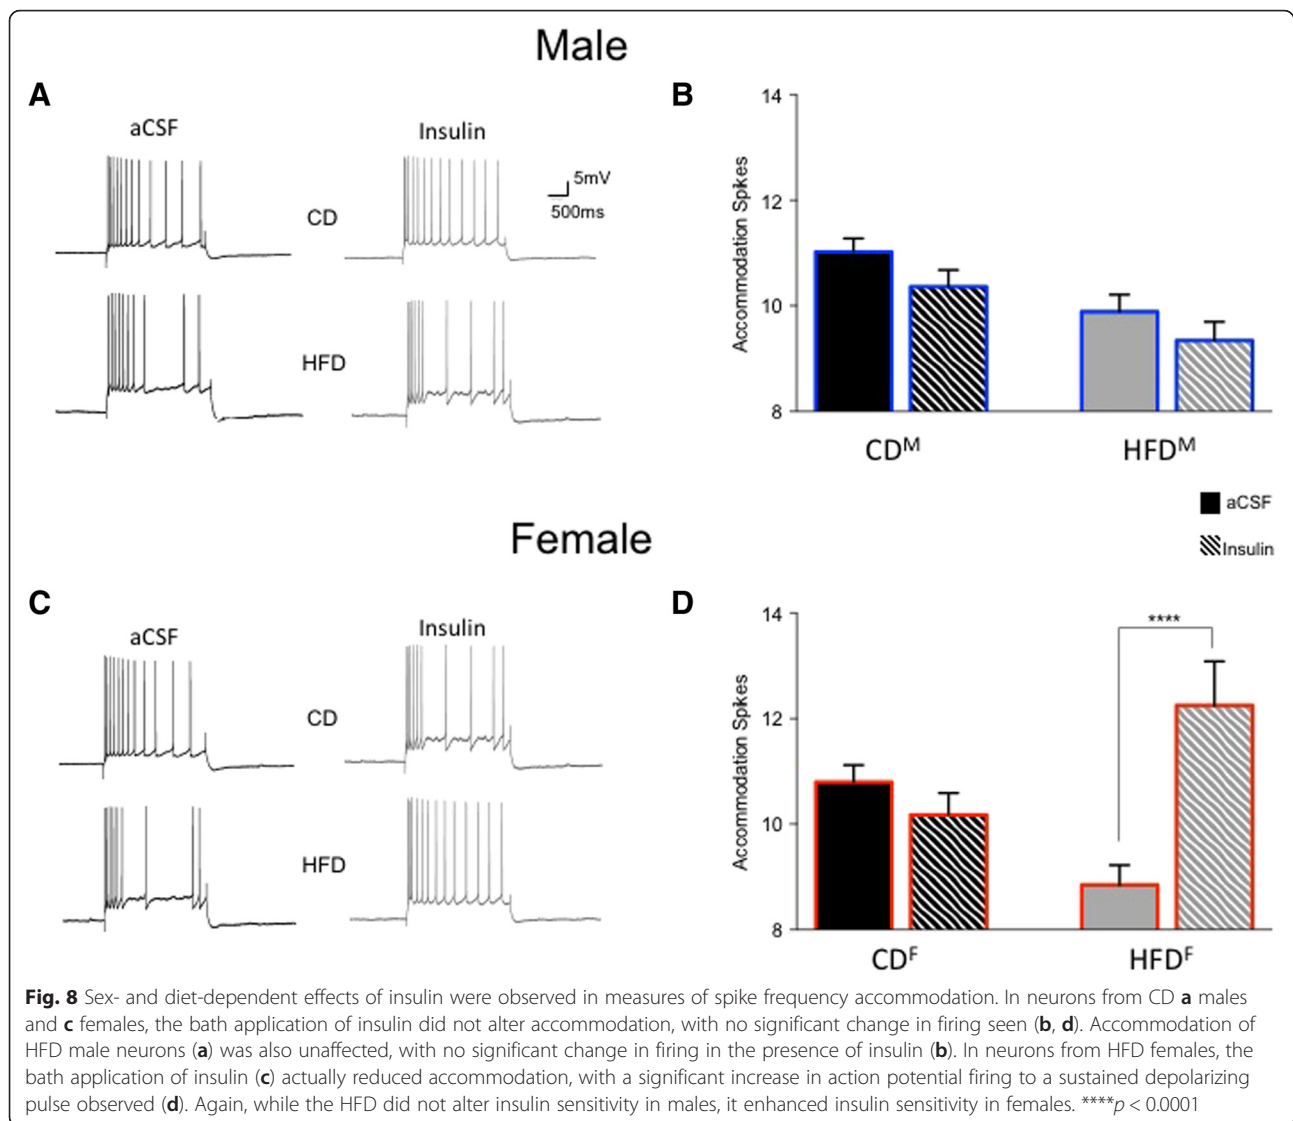 Male
A
aCSF
Insulin
5mV
500ms
CD
HFD
B
14
12
10
8
Accommodation Spikes
CDᴹ
HFDᴹ
aCSF
Insulin
Female
C
aCSF
Insulin
CD
HFD
D
14
12
10
8
Accommodation Spikes
****
CDF
HFDF
Fig. 8 Sex- and diet-dependent effects of insulin were observed in measures of spike frequency accommodation. In neurons from CD a males
and c females, the bath application of insulin did not alter accommodation, with no significant change in firing seen (b, d). Accommodation of
HFD male neurons (a) was also unaffected, with no significant change in firing in the presence of insulin (b). In neurons from HFD females, the
bath application of insulin (c) actually reduced accommodation, with a significant increase in action potential firing to a sustained depolarizing
pulse observed (d). Again, while the HFD did not alter insulin sensitivity in males, it enhanced insulin sensitivity in females. ****p < 0.0001